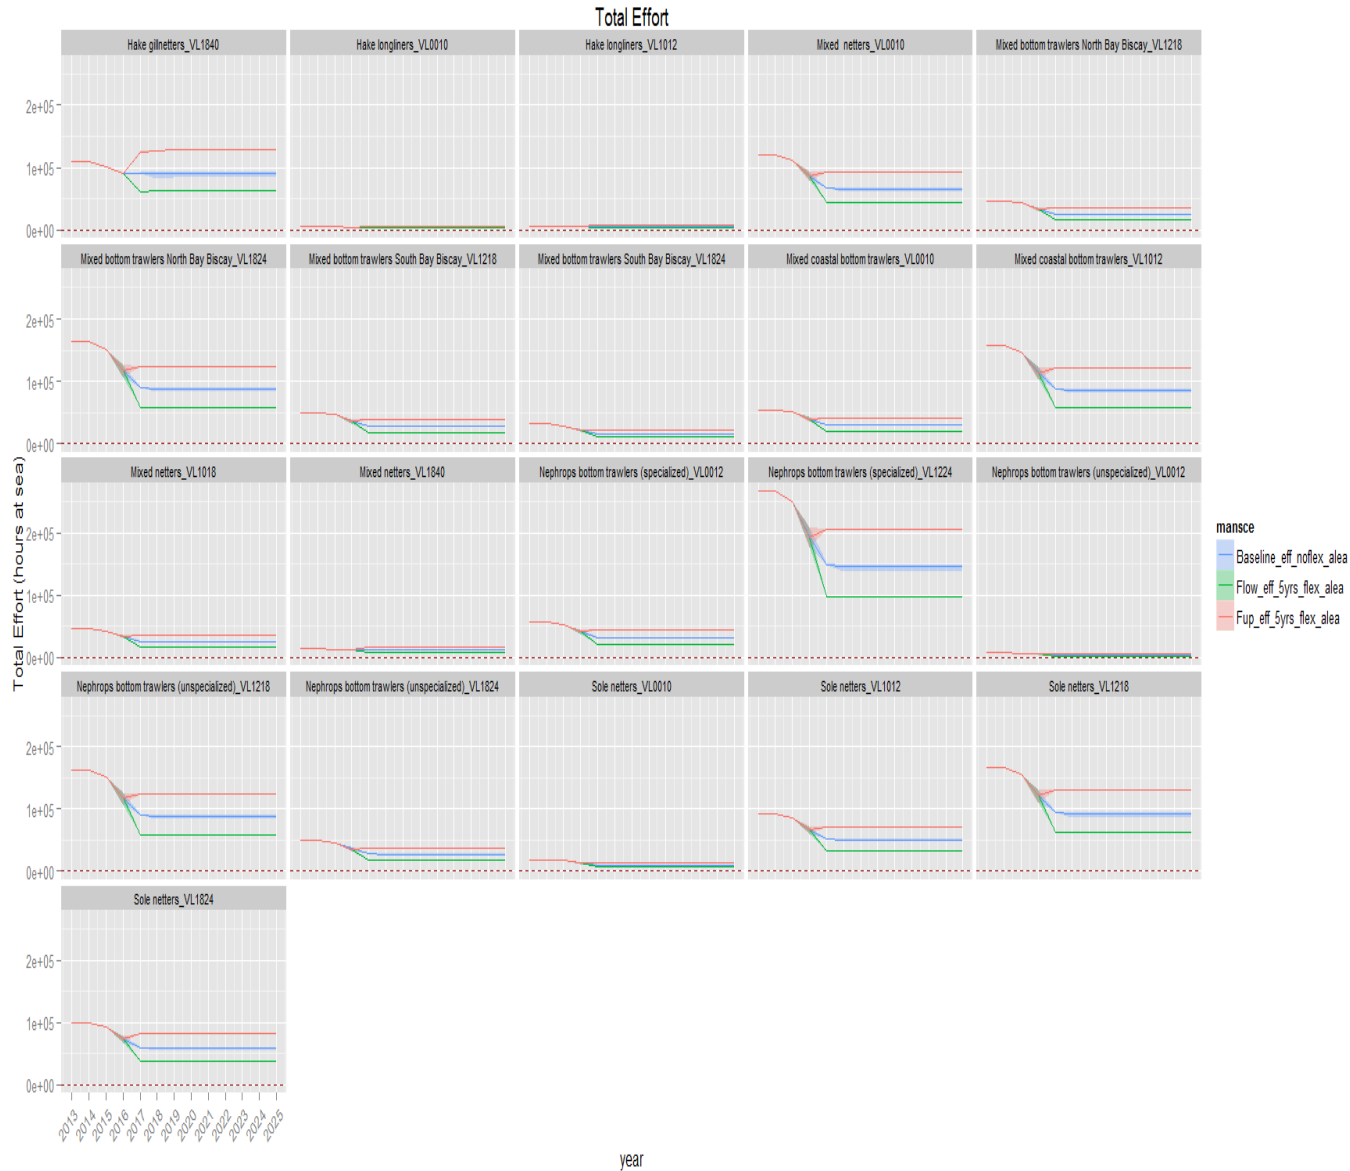 Total Effort
Hake gillnetters_VL1840
Hake longliners_VL0010
Hake longliners_VL1012
Mixed netters_VL0010
Mixed bottom trawlers North Bay Biscay_VL1218
2e+05
1e+05
0e+00
Mixed bottom trawlers North Bay Biscay_VL1824
Mixed bottom trawlers South Bay Biscay_VL1218
Mixed bottom trawlers South Bay Biscay_VL1824
Mixed coastal bottom trawlers_VL0010
Mixed coastal bottom trawlers_VL1012
2e+05
1e+05
0e+00
Mixed netters_VL1018
Mixed netters_VL1840
Nephrops bottom trawlers (specialized)_VL0012
Nephrops bottom trawlers (specialized)_VL1224
Nephrops bottom trawlers (unspecialized)_VL0012
2e+05
1e+05
0e+00
Total Effort (hours at sea)
Nephrops bottom trawlers (unspecialized)_VL1218
Nephrops bottom trawlers (unspecialized)_VL1824
Sole netters_VL0010
Sole netters_VL1012
Sole netters_VL1218
2e+05
1e+05
0e+00
Sole netters_VL1824
2e+05
1e+05
0e+00
2013
2014
2015
2016
2017
2018
2019
2020
2021
2022
2023
2024
2025
year
mansce
Baseline_eff_noflex_alea
Flow_eff_5yrs_flex_alea
Fup_eff_5yrs_flex_alea